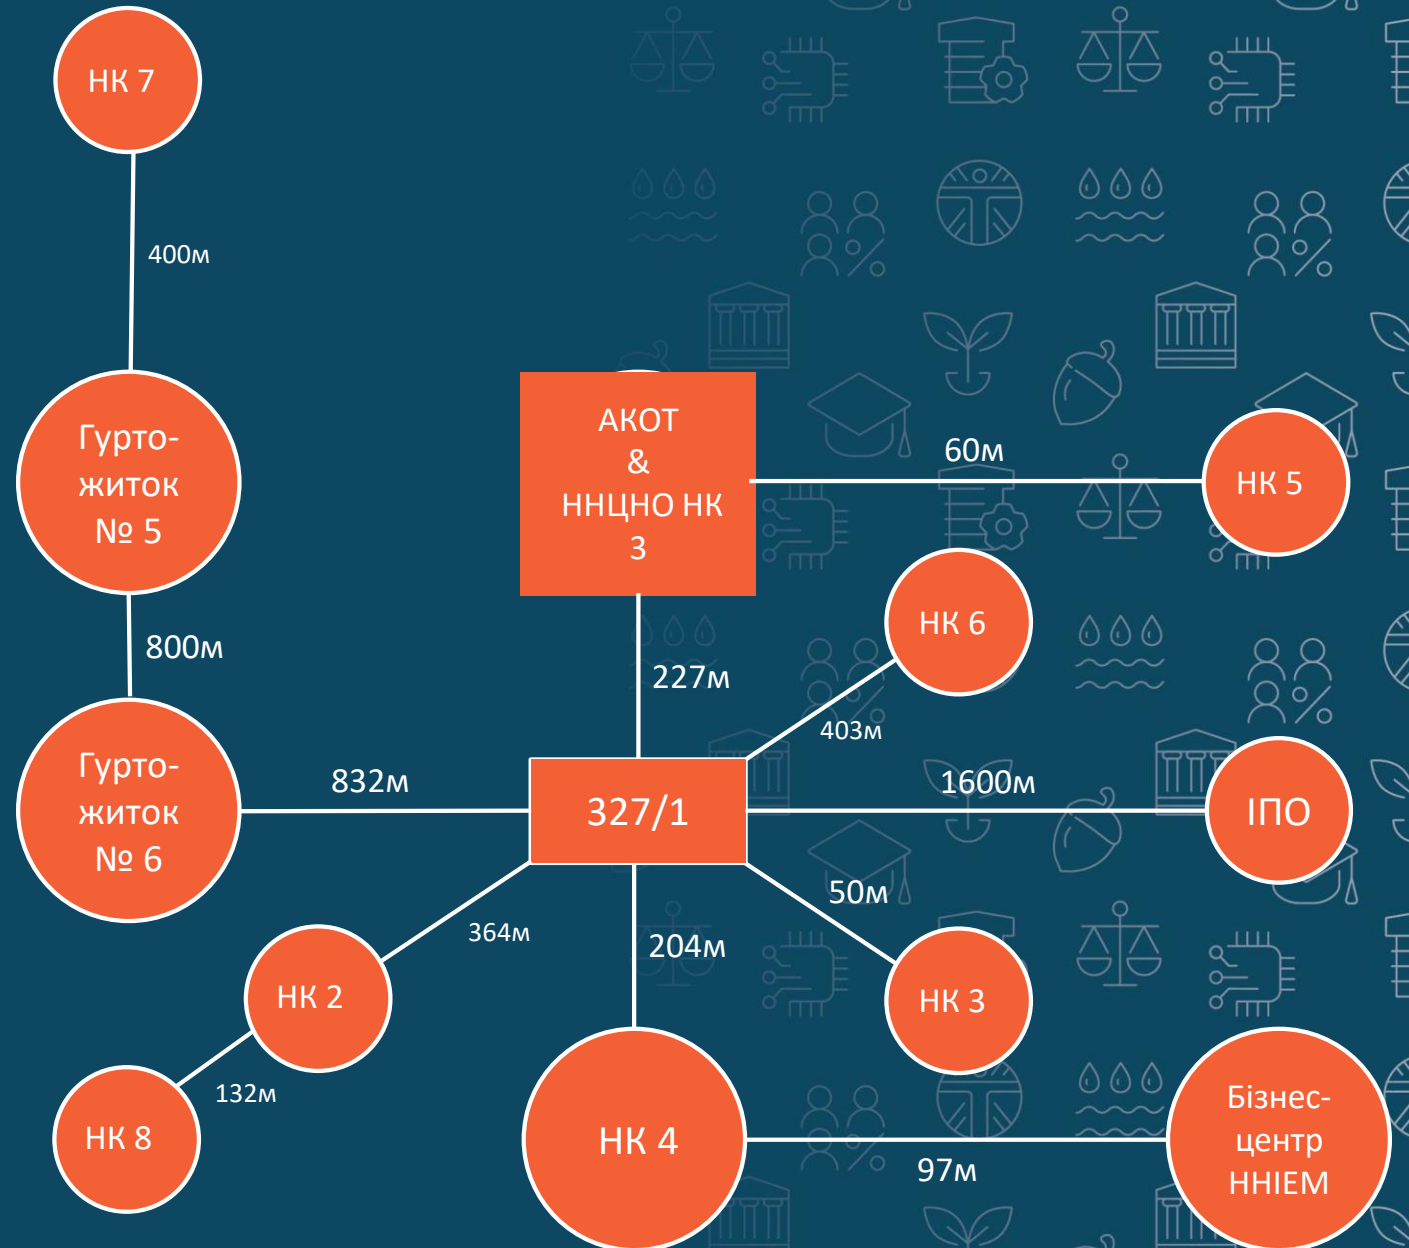 НК 7
400м
Гурто-
житок
№ 5
АКОТ
&
ННЦНО НК
3
60м
НК 5
НК 6
800м
227м
403м
Гурто-
житок
№ 6
832м
327/1
1600м
ІПО
364м
204м
50м
НК 2
НК 3
132м
НК 8
НК 4
97м
Бізнес-
центр
ННІЕМ